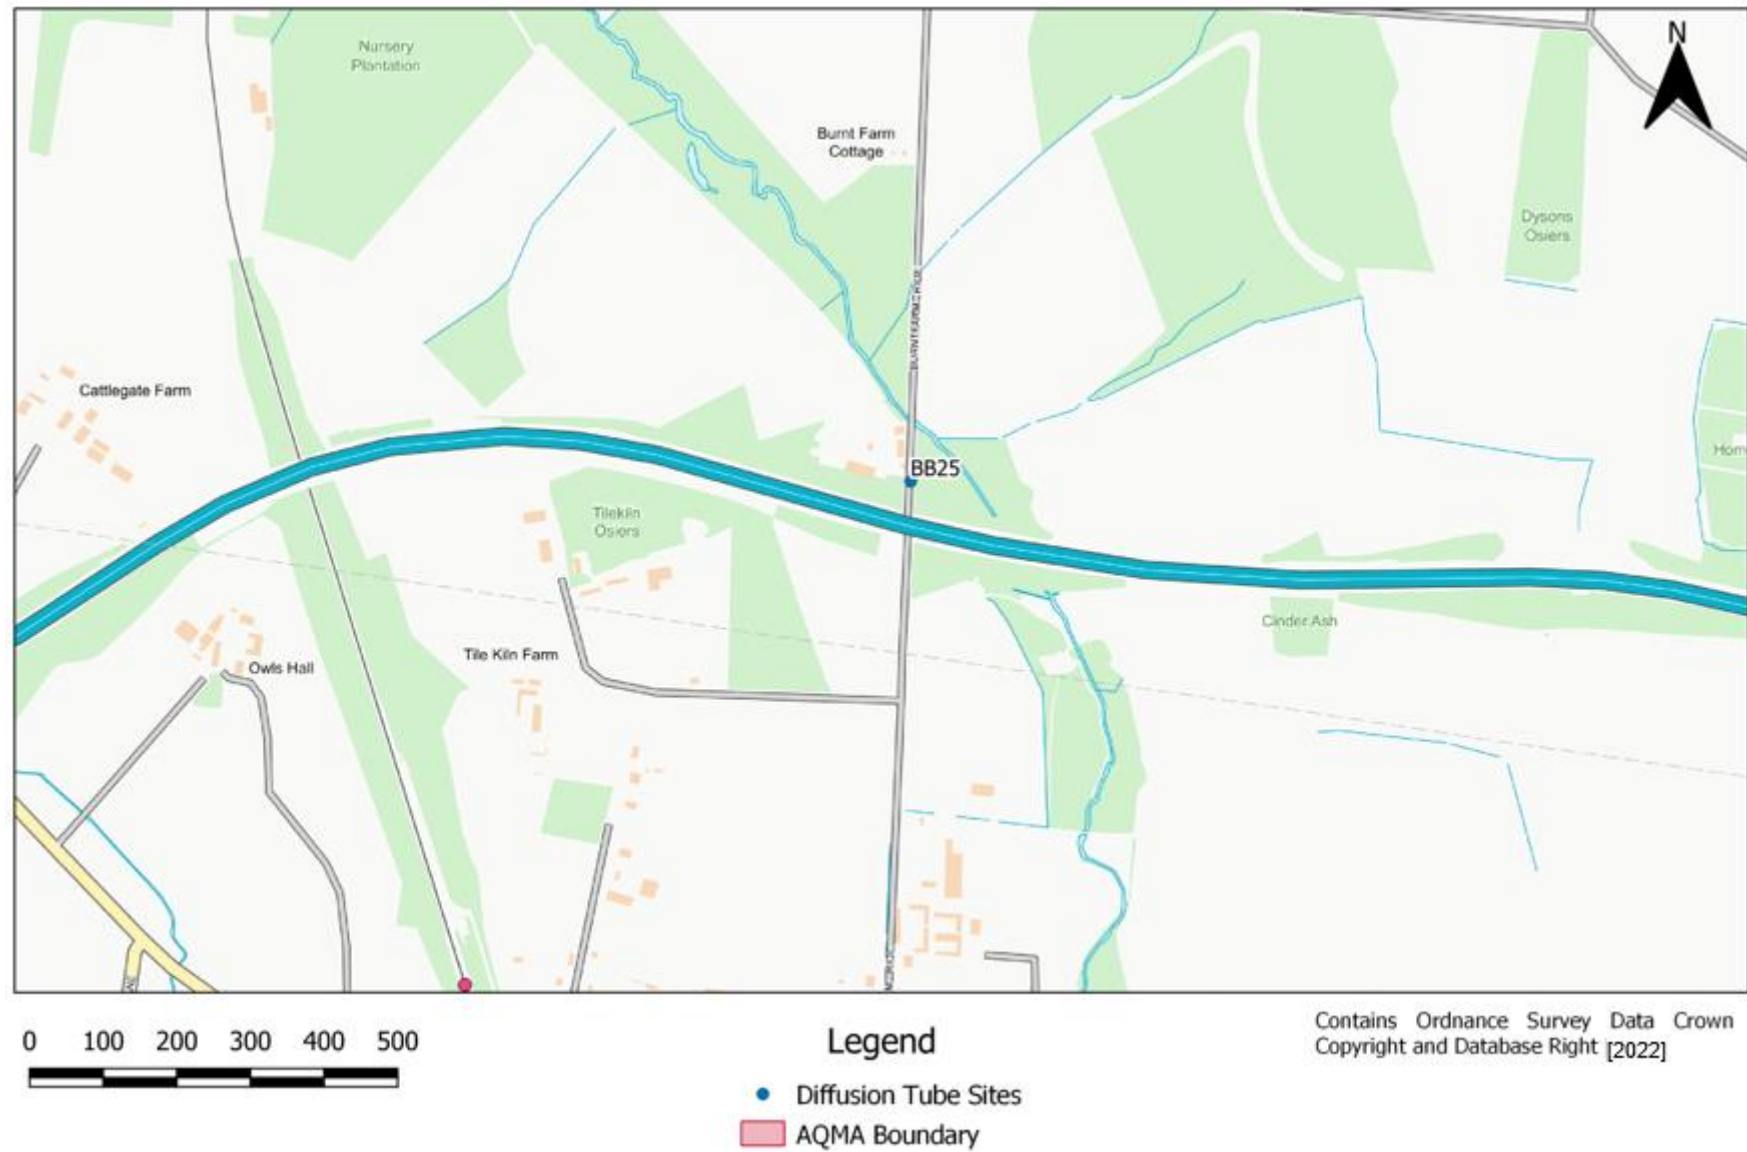 N
Nursery
Plantation
Burnt Farm
Cottage
Dysons
Osiers
Cattlegate Farm
BB25
Tilekiln
Osiers
Cinder Ash
Tile Kiln Farm
Owls Hall
0 100 200 300 400 500
Legend
Diffusion Tube Sites
AQMA Boundary
Contains Ordnance Survey Data Crown
Copyright and Database Right [2022]